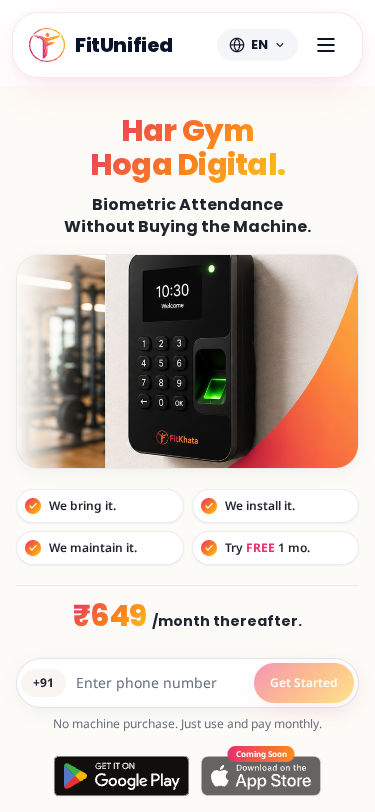 FitUnified
EN
Har Gym
Hoga Digital.
Biometric Attendance
Without Buying the Machine.
10:30
Welcome
1 2 3
4 5 6
7 8 9
← 0 OK
FitKhata
We bring it.
We install it.
We maintain it.
Try FREE 1 mo.
₹649 /month thereafter.
+91
Enter phone number
Get Started
No machine purchase. Just use and pay monthly.
GET IT ON
Google Play
Coming Soon
Download on the
App Store